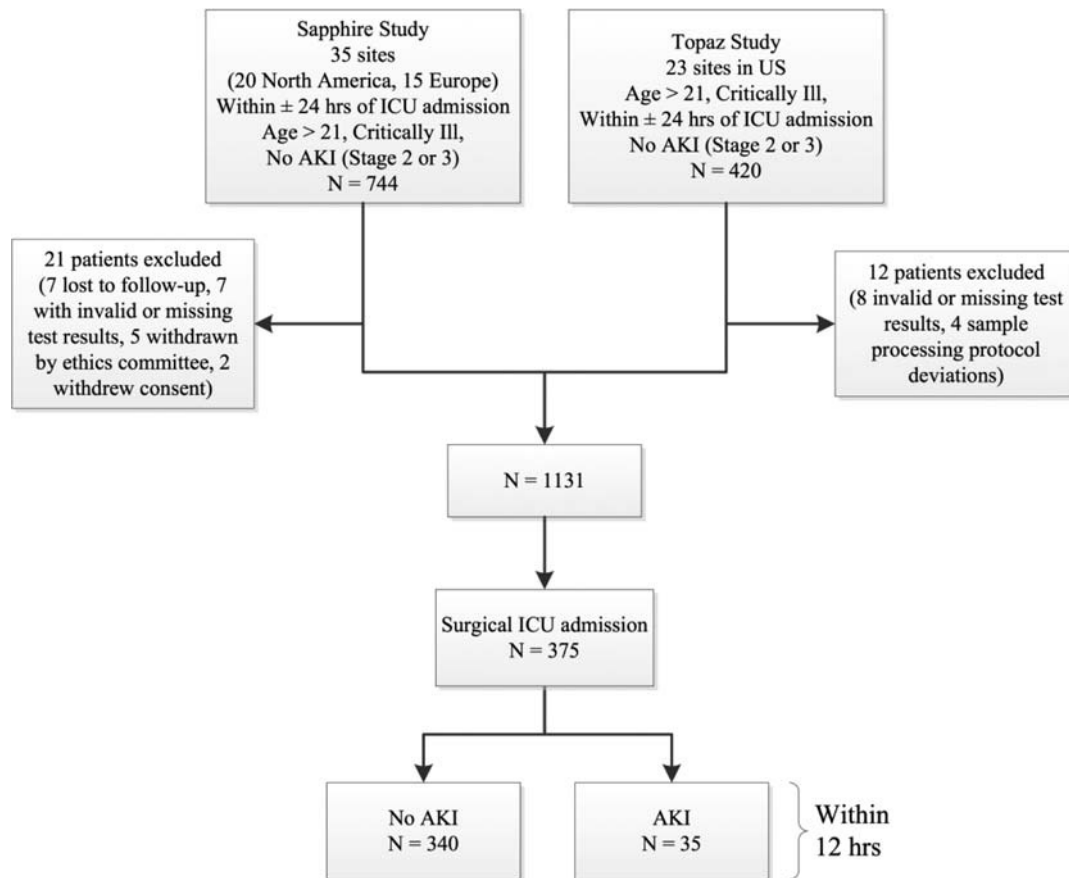 Sapphire Study
35 sites
(20 North America, 15 Europe)
Within ± 24 hrs of ICU admission
Age > 21, Critically Ill,
No AKI (Stage 2 or 3)
N = 744
Topaz Study
23 sites in US
Age > 21, Critically Ill,
Within ± 24 hrs of ICU admission
No AKI (Stage 2 or 3)
N = 420
21 patients excluded
(7 lost to follow-up, 7
with invalid or missing
test results, 5 withdrawn
by ethics committee, 2
withdrew consent)
12 patients excluded
(8 invalid or missing test
results, 4 sample
processing protocol
deviations)
N = 1131
Surgical ICU admission
N = 375
No AKI
N = 340
AKI
N = 35
Within
12 hrs